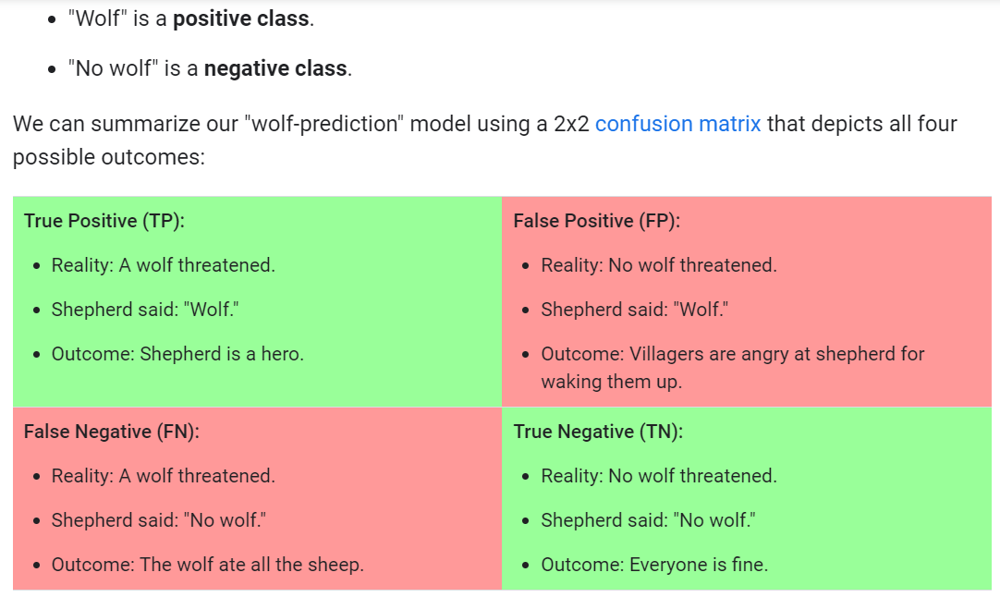 • "Wolf" is a positive class.
• "No wolf" is a negative class.
We can summarize our "wolf-prediction" model using a 2x2 confusion matrix that depicts all four
possible outcomes:
True Positive (TP):
• Reality: A wolf threatened.
• Shepherd said: "Wolf."
• Outcome: Shepherd is a hero.
False Positive (FP):
• Reality: No wolf threatened.
• Shepherd said: "Wolf."
• Outcome: Villagers are angry at shepherd for
waking them up.
False Negative (FN):
• Reality: A wolf threatened.
• Shepherd said: "No wolf."
• Outcome: The wolf ate all the sheep.
True Negative (TN):
• Reality: No wolf threatened.
• Shepherd said: "No wolf."
• Outcome: Everyone is fine.